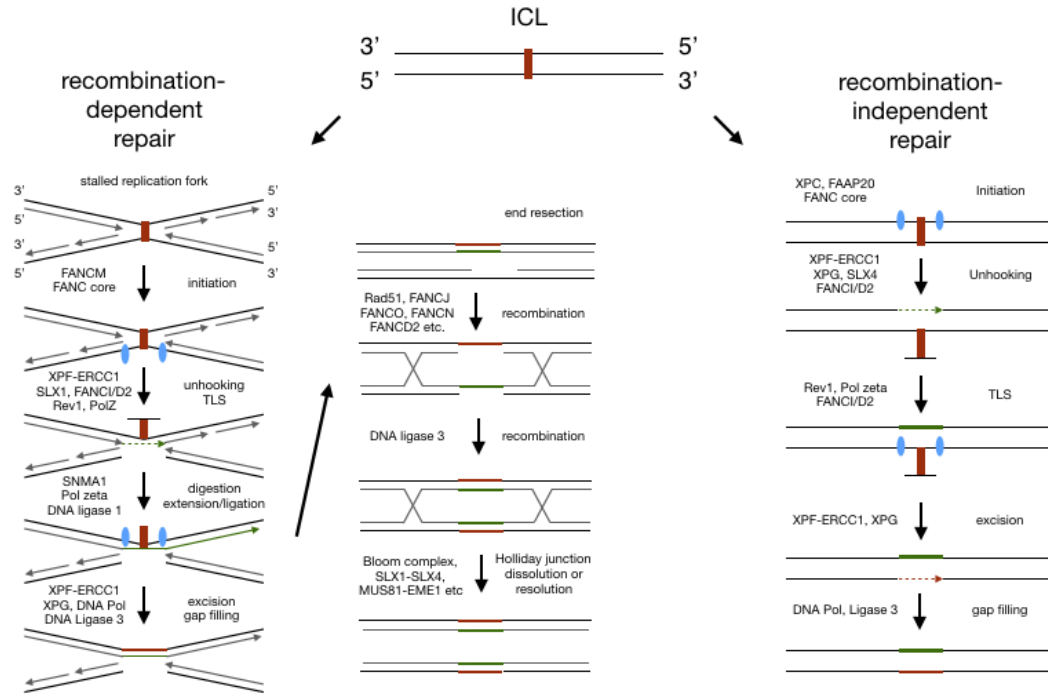 ICL
3’
5’
5’
3’
recombination-
dependent
repair
stalled replication fork
3’
5’
3’
5’
5’
3’
5’
3’
FANCM
FANC core
initiation
XPF-ERCC1
SLX1, FANCI/D2
Rev1, PolZ
unhooking
TLS
SNMA1
Pol zeta
DNA ligase 1
digestion
extension/ligation
XPF-ERCC1
XPG, DNA Pol
DNA Ligase 3
excision
gap filling
end resection
Rad51, FANCJ
FANCO, FANCN
FANCD2 etc.
recombination
DNA ligase 3
recombination
Bloom complex,
SLX1-SLX4,
MUS81-EME1 etc
Holliday junction
dissolution or
resolution
recombination-
independent
repair
XPC, FAAP20
FANC core
Initiation
XPF-ERCC1
XPG, SLX4
FANCI/D2
Unhooking
Rev1, Pol zeta
FANCI/D2
TLS
XPF-ERCC1, XPG
excision
DNA Pol, Ligase 3
gap filling